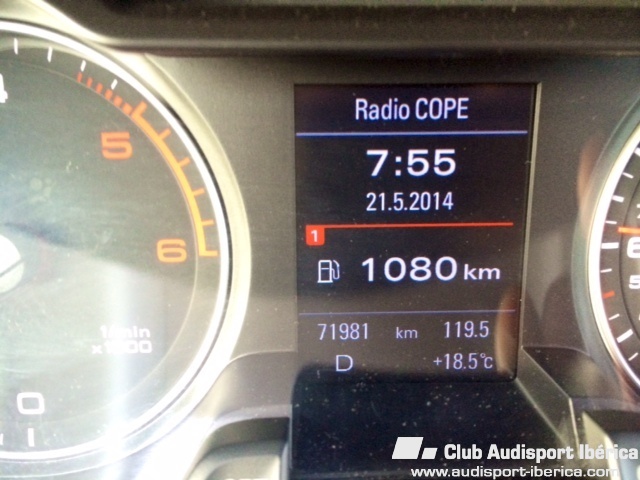 Radio COPE
7:55
21.5.2014
1
1080 km
71981 km 119.5
D +18.5°C
5
6
1/min
x1000
0
Club Audisport Ibérica
www.audisport-iberica.com